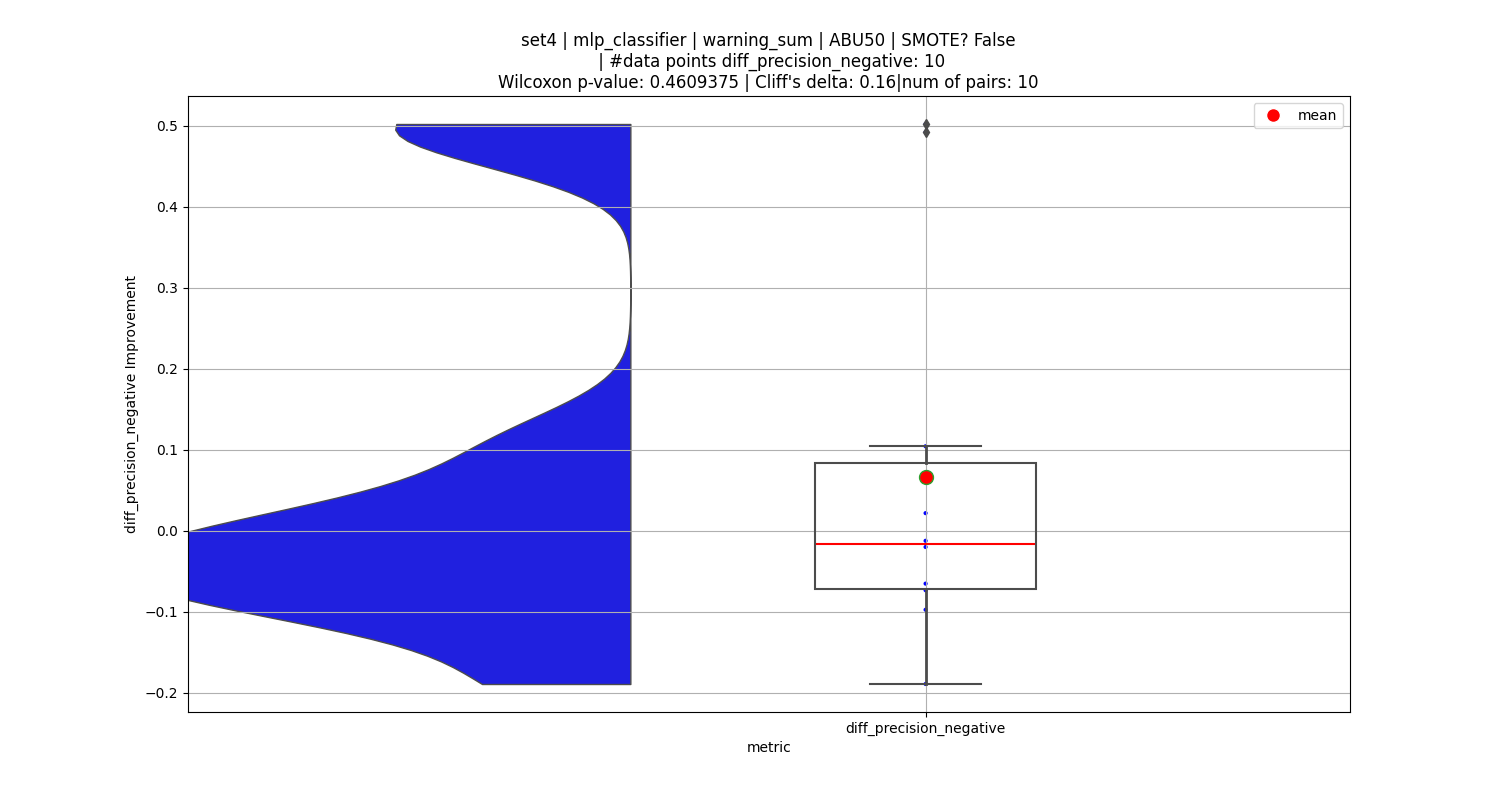 set4 | mlp_classifier | warning_sum | ABU50 | SMOTE? False
| #data points diff_precision_negative: 10
Wilcoxon p-value: 0.4609375 | Cliff's delta: 0.16|num of pairs: 10
mean
0.5
0.4
0.3
0.2
0.1
0.0
−0.1
−0.2
diff_precision_negative Improvement
diff_precision_negative
metric